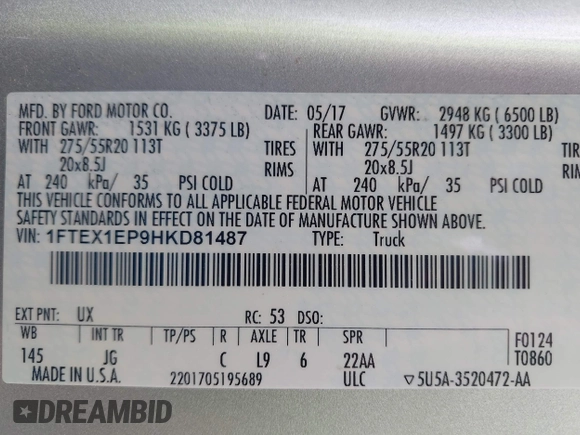 MFD. BY FORD MOTOR CO. DATE: 05/17 GVWR: 2948 KG ( 6500 LB)
FRONT GAWR: 1531 KG ( 3375 LB) REAR GAWR: 1497 KG ( 3300 LB)
WITH 275/55R20 113T TIRES WITH 275/55R20 113T TIRES
20x8.5J RIMS 20x8.5J RIMS
AT 240 kPa/ 35 PSI COLD AT 240 kPa/ 35 PSI COLD
THIS VEHICLE CONFORMS TO ALL APPLICABLE FEDERAL MOTOR VEHICLE
SAFETY STANDARDS IN EFFECT ON THE DATE OF MANUFACTURE SHOWN ABOVE.
VIN: 1FTEX1EP9HKD81487 TYPE: Truck
EXT PNT: UX RC: 53 DSO:
WB INT TR TP/PS R AXLE TR SPR F0124
145 JG C L9 6 22AA T0860
MADE IN U.S.A. 2201705195689 ULC ▽5U5A-3520472-AA
DREAMBID